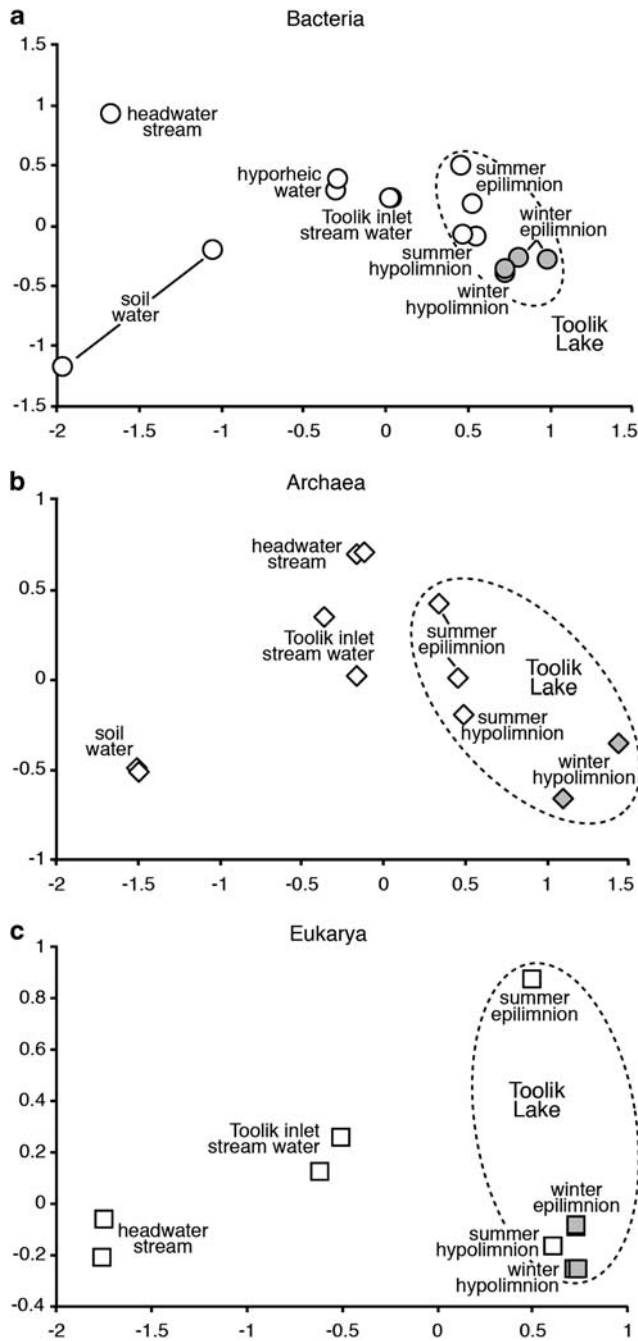 a
Bacteria
1.5
1
0.5
0
-0.5
-1
-1.5
headwater
stream
hyporheic
water
Toolik inlet
stream water
summer
epilimnion
winter
epilimnion
summer
hypolimnion
winter
hypolimnion
soil
water
Toolik
Lake
-2
-1.5
-1
-0.5
0
0.5
1
1.5
b
Archaea
1
0.5
0
-0.5
-1
headwater
stream
Toolik inlet
stream water
summer
epilimnion
Toolik
Lake
summer
hypolimnion
soil
water
winter
hypolimnion
-2
-1.5
-1
-0.5
0
0.5
1
1.5
c
Eukarya
1
0.8
0.6
0.4
0.2
0
-0.2
-0.4
summer
epilimnion
Toolik
Lake
Toolik inlet
stream water
winter
epilimnion
headwater
stream
summer
hypolimnion
winter
hypolimnion
-2
-1.5
-1
-0.5
0
0.5
1